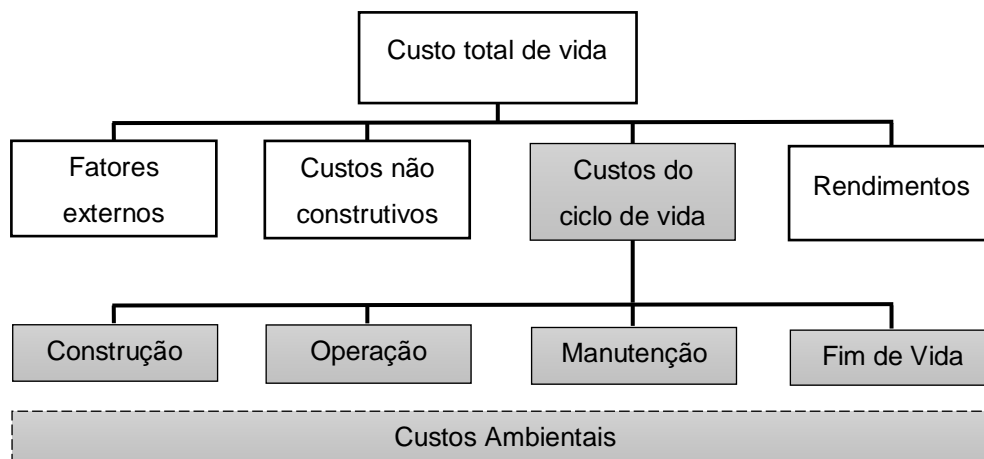 Custo total de vida
Fatores
externos
Custos não
construtivos
Custos do
ciclo de vida
Rendimentos
Construção
Operação
Manutenção
Fim de Vida
Custos Ambientais